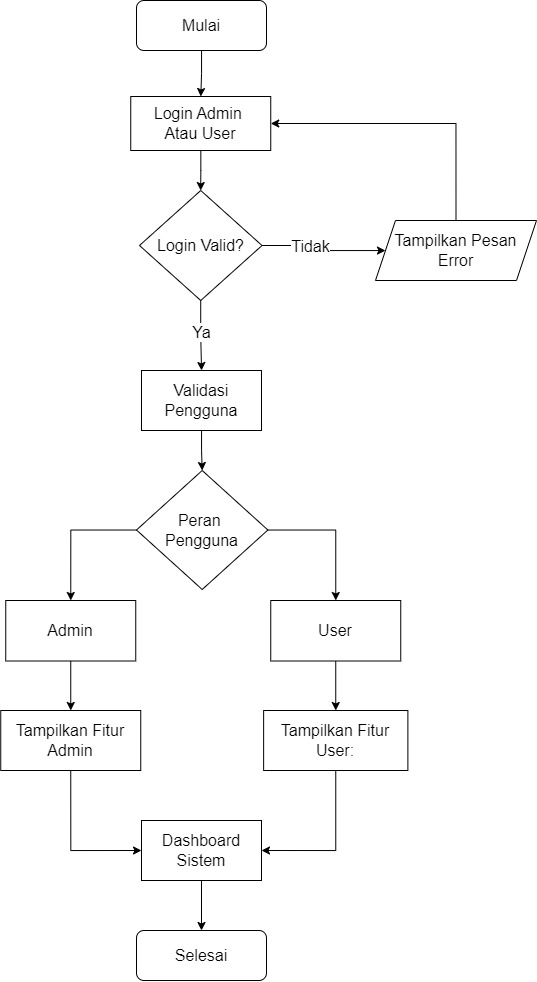 Mulai
Login Admin
Atau User
Login Valid?
Tidak
Tampilkan Pesan
Error
Ya
Validasi
Pengguna
Peran
Pengguna
Admin
User
Tampilkan Fitur
Admin
Tampilkan Fitur
User:
Dashboard
Sistem
Selesai